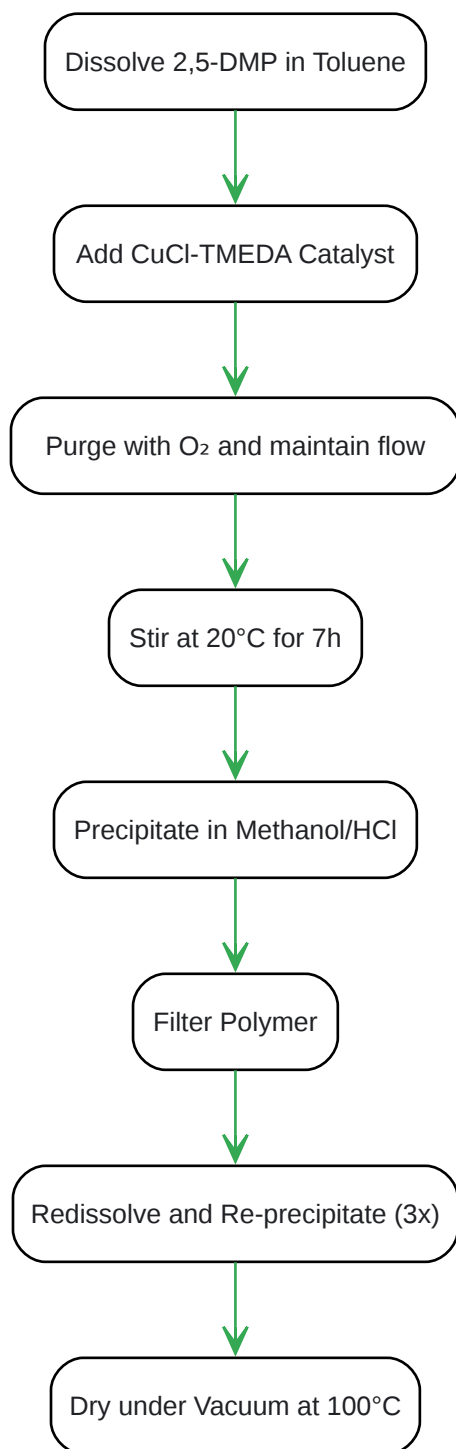 Dissolve 2,5-DMP in Toluene
Add CuCl-TMEDA Catalyst
Purge with O₂ and maintain flow
Stir at 20°C for 7h
Precipitate in Methanol/HCl
Filter Polymer
Redissolve and Re-precipitate (3x)
Dry under Vacuum at 100°C